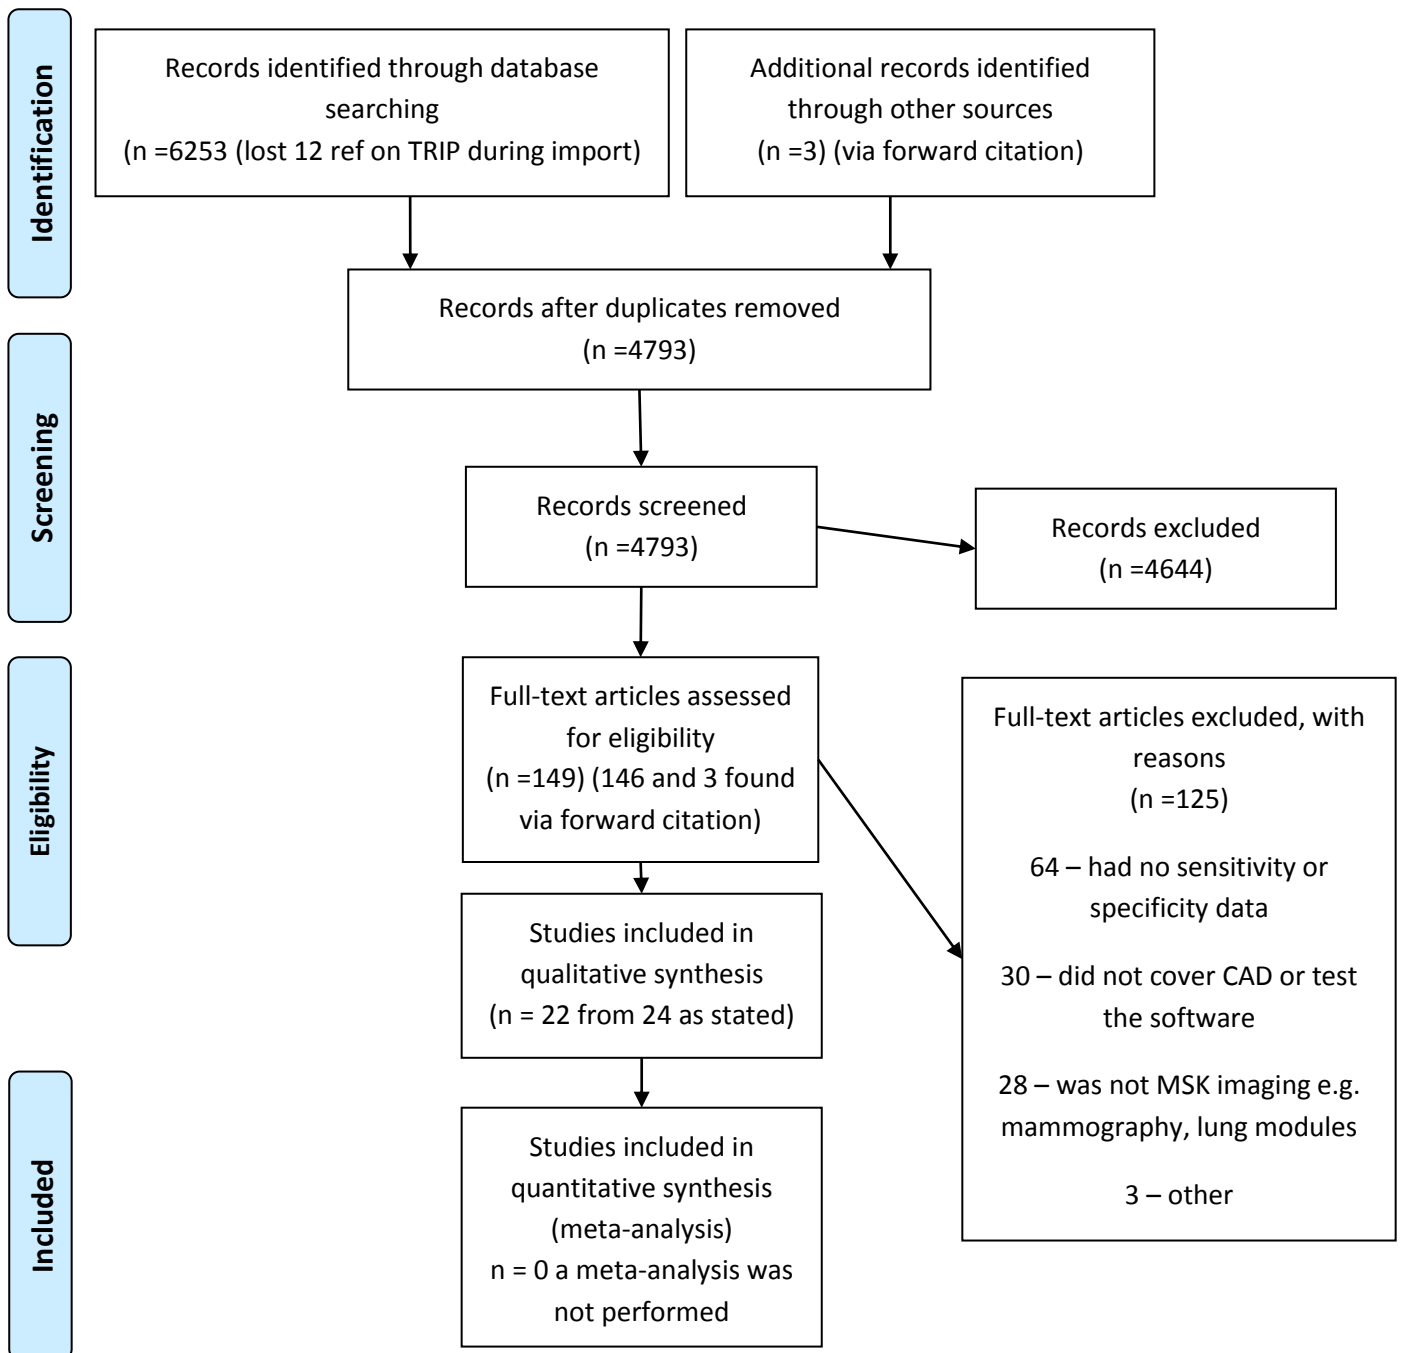 Identification
Records identified through database
searching
(n =6253 (lost 12 ref on TRIP during import)
Additional records identified
through other sources
(n =3) (via forward citation)
Records after duplicates removed
(n =4793)
Screening
Records screened
(n =4793)
Records excluded
(n =4644)
Eligibility
Full-text articles assessed
for eligibility
(n =149) (146 and 3 found
via forward citation)
Full-text articles excluded, with
reasons
(n =125)
64 – had no sensitivity or
specificity data
30 – did not cover CAD or test
the software
28 – was not MSK imaging e.g.
mammography, lung modules
3 – other
Studies included in
qualitative synthesis
(n = 22 from 24 as stated)
Included
Studies included in
quantitative synthesis
(meta-analysis)
n = 0 a meta-analysis was
not performed